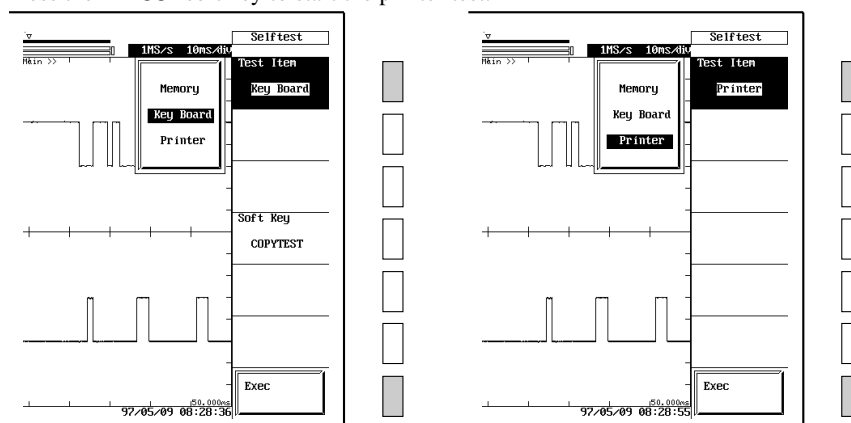 Selftest
1MS/s 10ms/div
Main >>
Test Item
Key Board
Memory
Key Board
Printer
Soft Key
COPYTEST
Exec
50.000ms
97/05/09 08:28:36
Selftest
1MS/s 10ms/div
Main >>
Test Item
Printer
Memory
Key Board
Printer
Exec
50.000ms
97/05/09 08:28:55